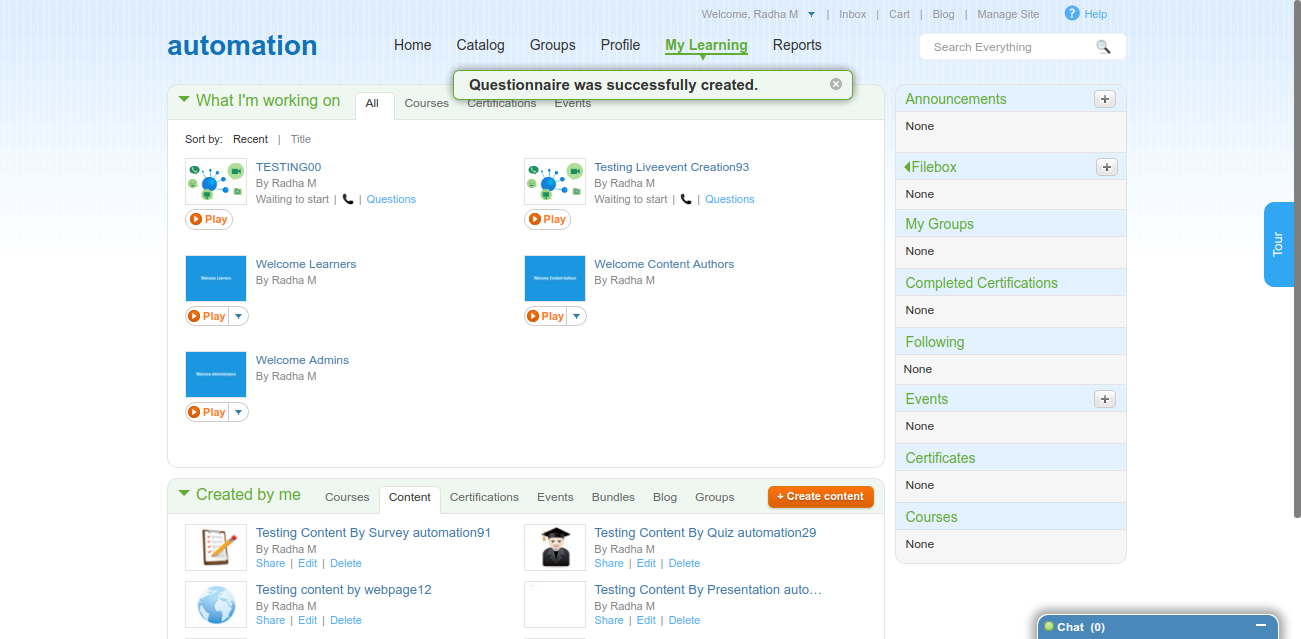 Welcome, Radha M | Inbox | Cart | Blog | Manage Site ? Help
automation
Home Catalog Groups Profile My Learning Reports
Search Everything
Questionnaire was successfully created.
What I'm working on All Courses Certifications Events
Sort by: Recent | Title
TESTING00
By Radha M
Waiting to start | | Questions
Play
Testing Liveevent Creation93
By Radha M
Waiting to start | | Questions
Play
Welcome Learners
Welcome Learners
By Radha M
Play
Welcome Content Authors
Welcome Content Authors
By Radha M
Play
Welcome Administrators
Welcome Admins
By Radha M
Play
Created by me Courses Content Certifications Events Bundles Blog Groups + Create content
Testing Content By Survey automation91
By Radha M
Share | Edit | Delete
Testing Content By Quiz automation29
By Radha M
Share | Edit | Delete
Testing content by webpage12
By Radha M
Share | Edit | Delete
Testing Content By Presentation auto…
By Radha M
Share | Edit | Delete
Announcements +
None
Filebox +
None
My Groups
None
Completed Certifications
None
Following
None
Events +
None
Certificates
None
Courses
None
Tour
Chat (0)